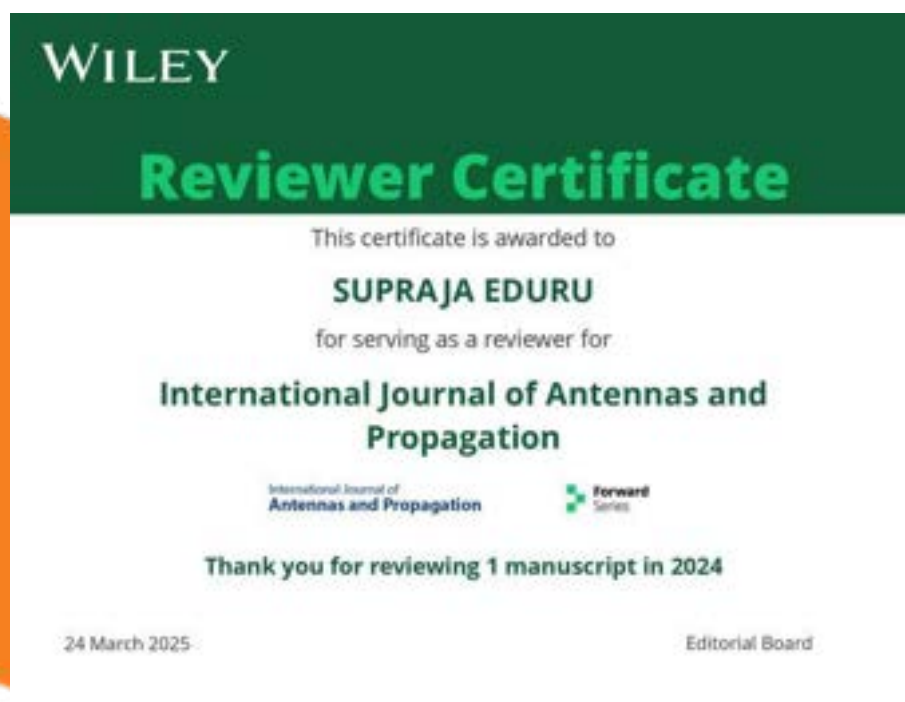 WILEY
Reviewer Certificate
This certificate is awarded to
SUPRAJA EDURU
for serving as a reviewer for
International Journal of Antennas and
Propagation
International Journal of
Antennas and Propagation
Forward
Series
Thank you for reviewing 1 manuscript in 2024
24 March 2025
Editorial Board